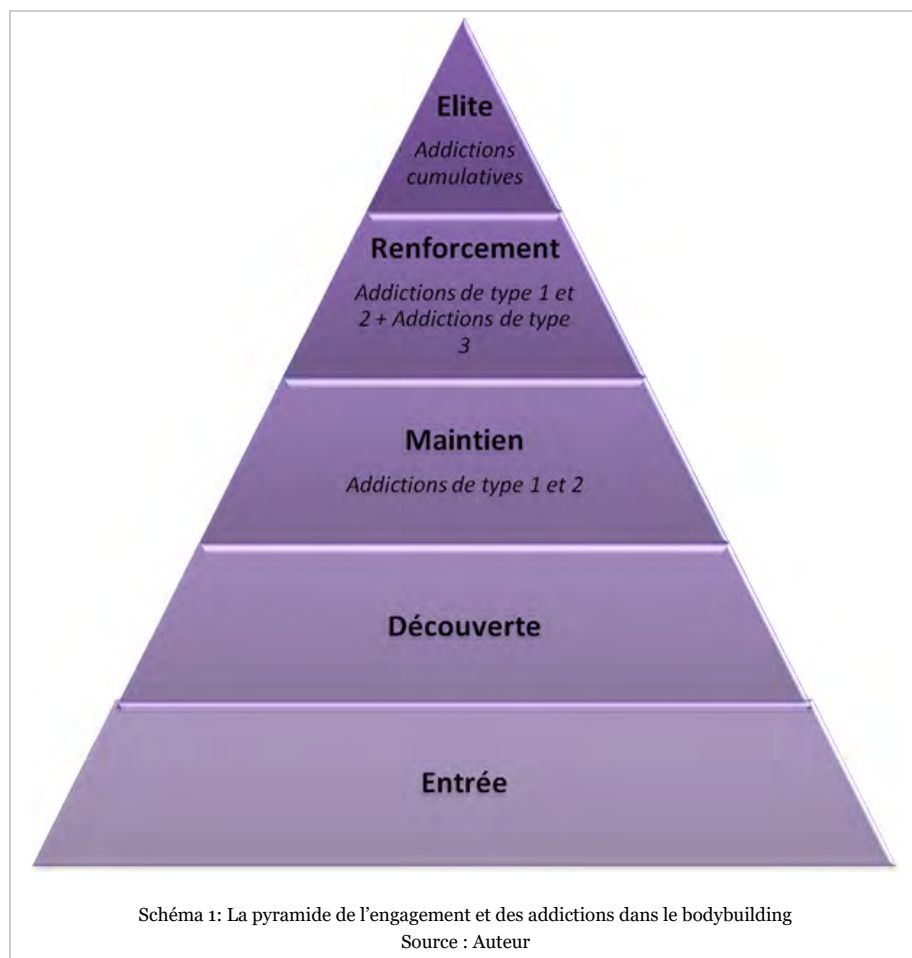 Elite
Addictions
cumulatives
Renforcement
Addictions de type 1 et
2 + Addictions de type
3
Maintien
Addictions de type 1 et 2
Découverte
Entrée
Schéma 1: La pyramide de l’engagement et des addictions dans le bodybuilding
Source : Auteur